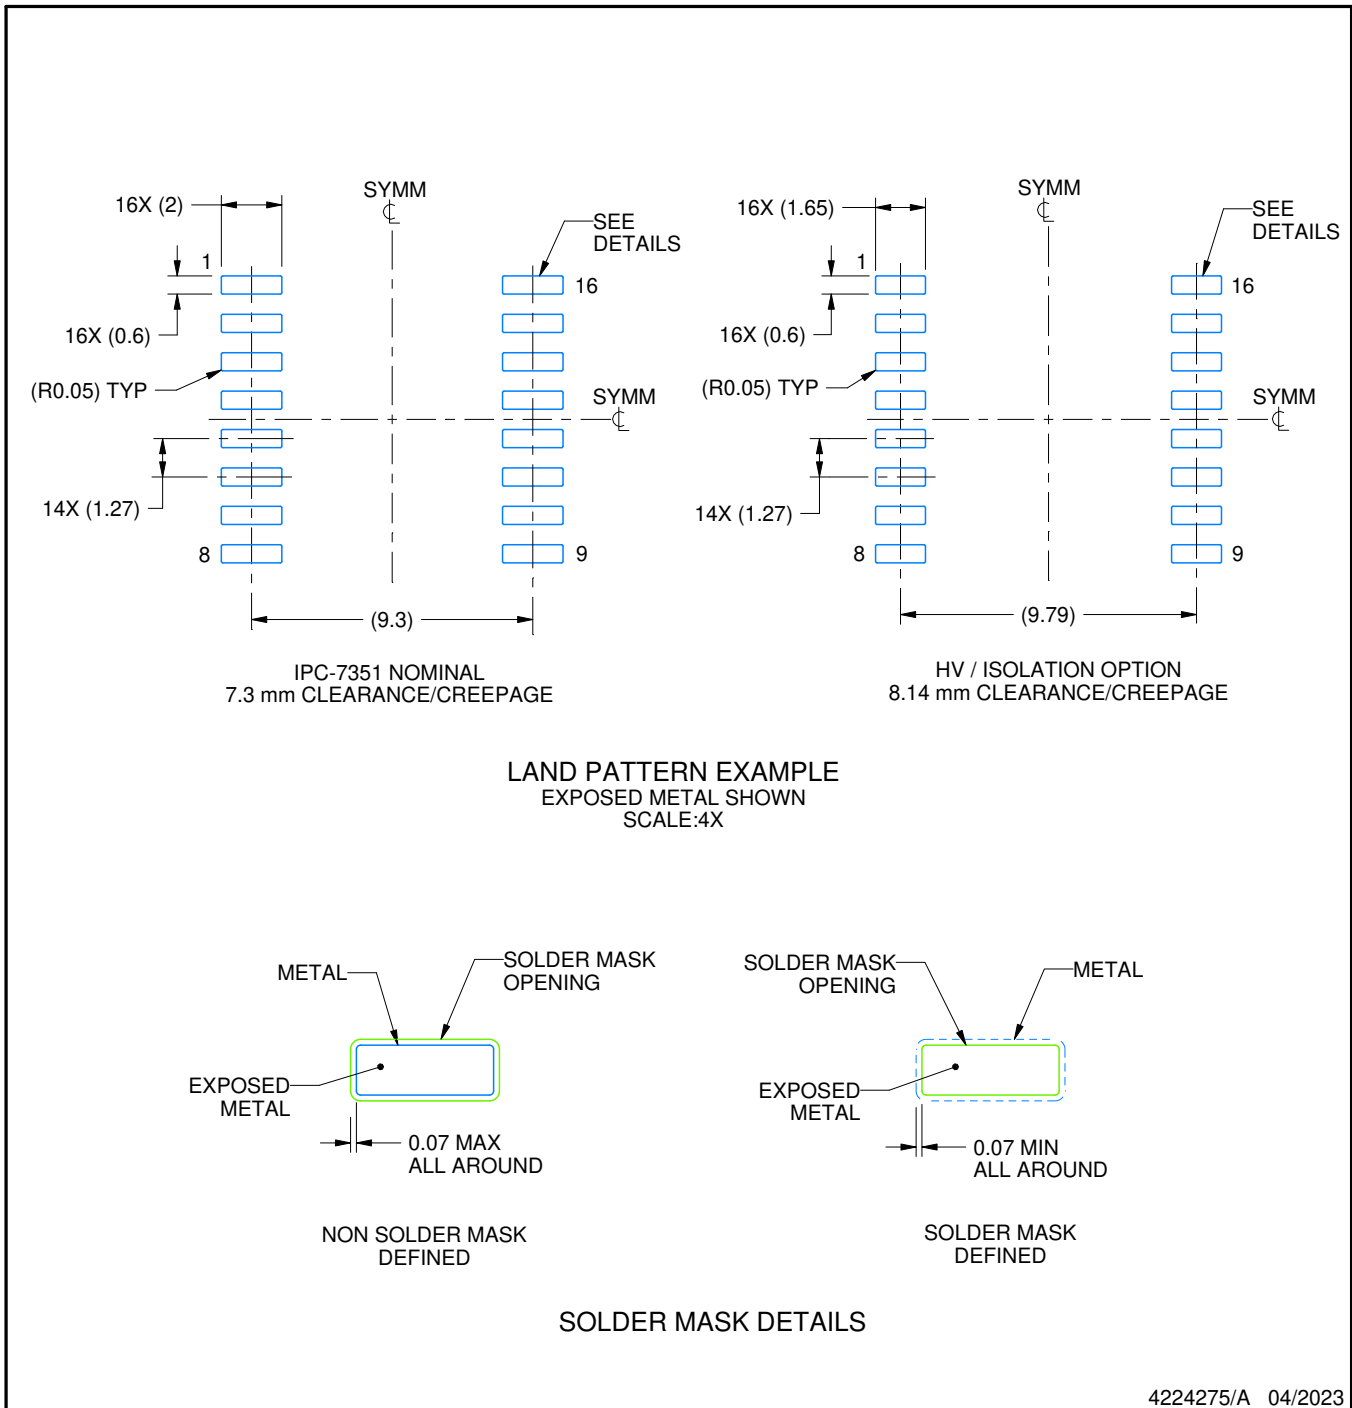 SYMM
16X (2)
SEE
DETAILS
1
16
16X (0.6)
(R0.05) TYP
SYMM
14X (1.27)
8
9
(9.3)
IPC-7351 NOMINAL
7.3 mm CLEARANCE/CREEPAGE
SYMM
16X (1.65)
SEE
DETAILS
1
16
16X (0.6)
(R0.05) TYP
SYMM
14X (1.27)
8
9
(9.79)
HV / ISOLATION OPTION
8.14 mm CLEARANCE/CREEPAGE
LAND PATTERN EXAMPLE
EXPOSED METAL SHOWN
SCALE:4X
METAL
SOLDER MASK
OPENING
EXPOSED
METAL
0.07 MAX
ALL AROUND
NON SOLDER MASK
DEFINED
SOLDER MASK
OPENING
METAL
EXPOSED
METAL
0.07 MIN
ALL AROUND
SOLDER MASK
DEFINED
SOLDER MASK DETAILS
4224275/A 04/2023